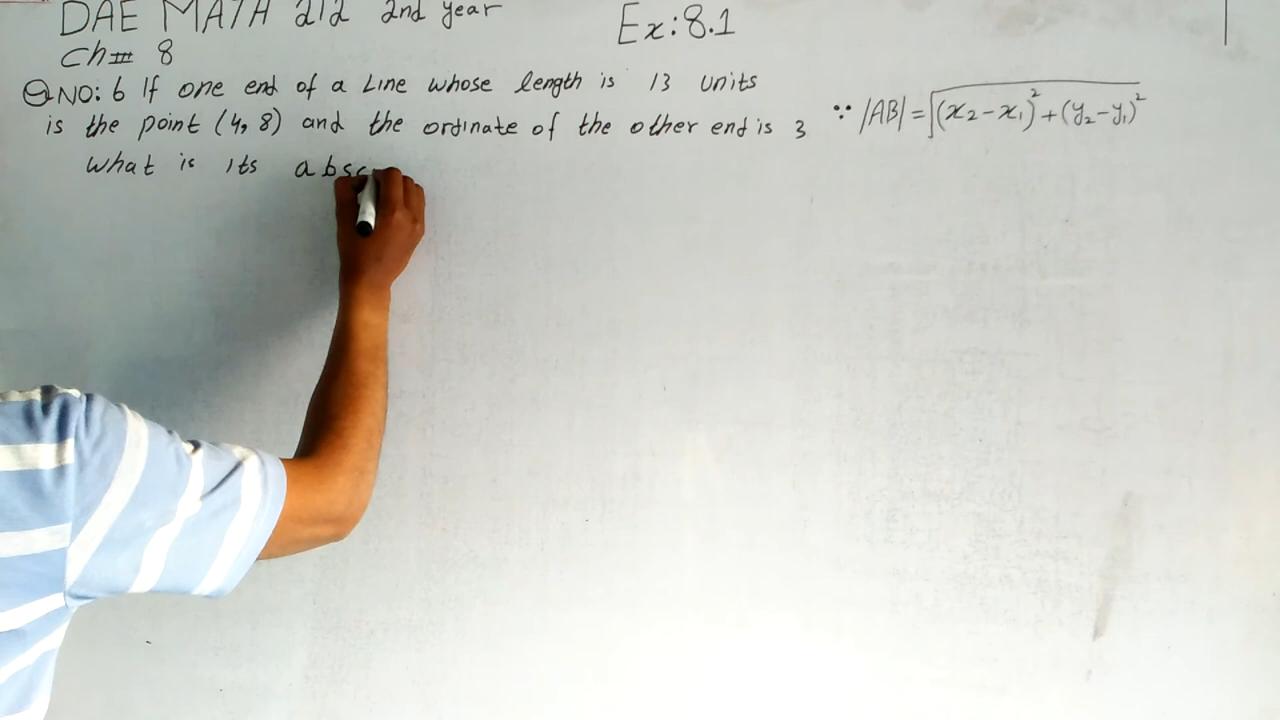 DAE MATH 212 2nd year
Ex: 8.1
Ch# 8
Q NO: 6 If one end of a Line whose length is 13 units
is the point (4, 8) and the ordinate of the other end is 3
∵ |AB| = √(x₂ - x₁)² + (y₂ - y₁)²
what is its absc